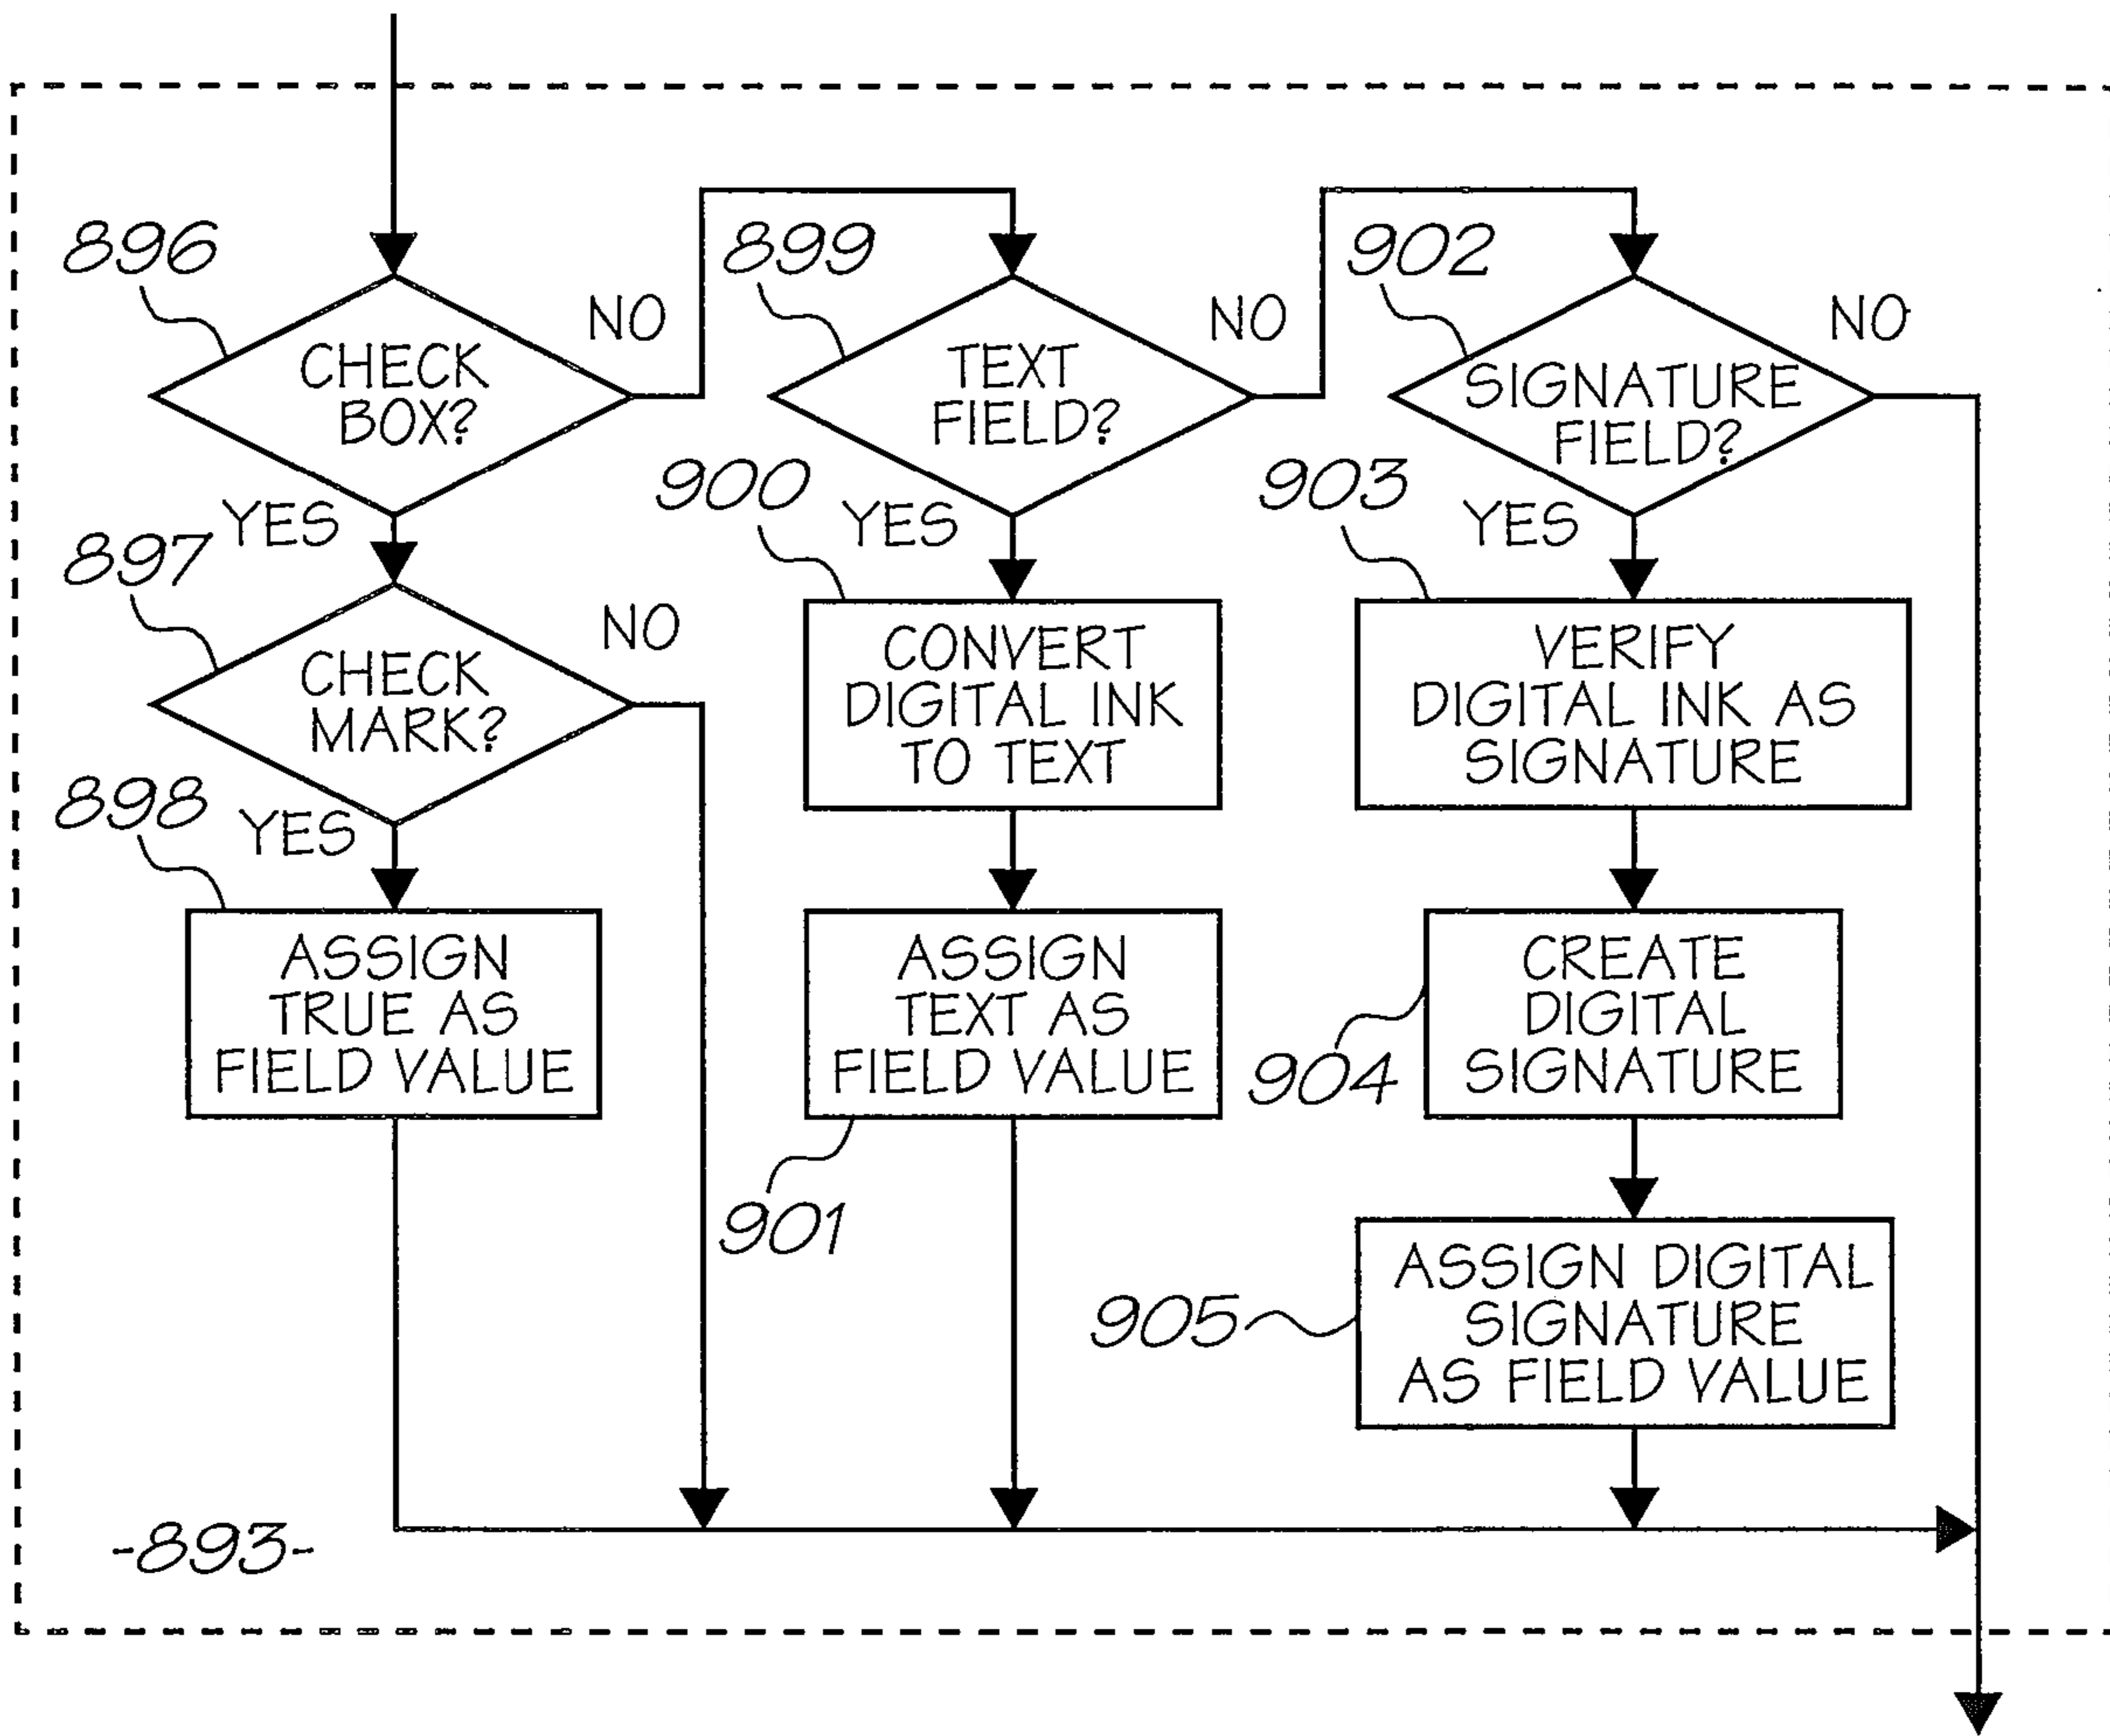 896
CHECK
BOX?
NO
YES
897
CHECK
MARK?
NO
YES
898
ASSIGN
TRUE AS
FIELD VALUE
899
TEXT
FIELD?
NO
YES
900
CONVERT
DIGITAL INK
TO TEXT
ASSIGN
TEXT AS
FIELD VALUE
901
902
SIGNATURE
FIELD?
NO
YES
903
VERIFY
DIGITAL INK AS
SIGNATURE
CREATE
DIGITAL
SIGNATURE
904
ASSIGN DIGITAL
SIGNATURE
AS FIELD VALUE
905
-893-